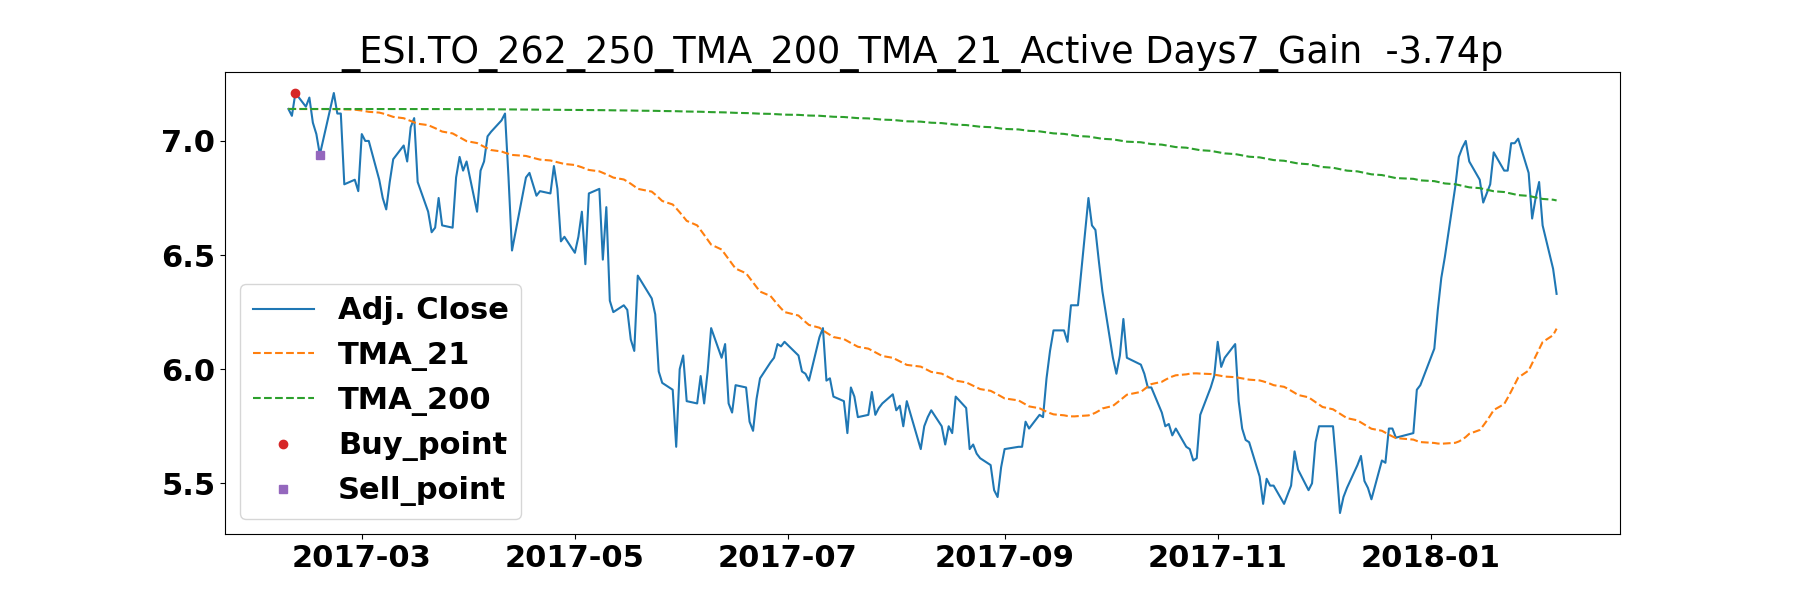 _ESI.TO_262_250_TMA_200_TMA_21_Active Days7_Gain  -3.74p
7.0
6.5
6.0
5.5
Adj. Close
TMA_21
TMA_200
Buy_point
Sell_point
2017-03 2017-05 2017-07 2017-09 2017-11 2018-01